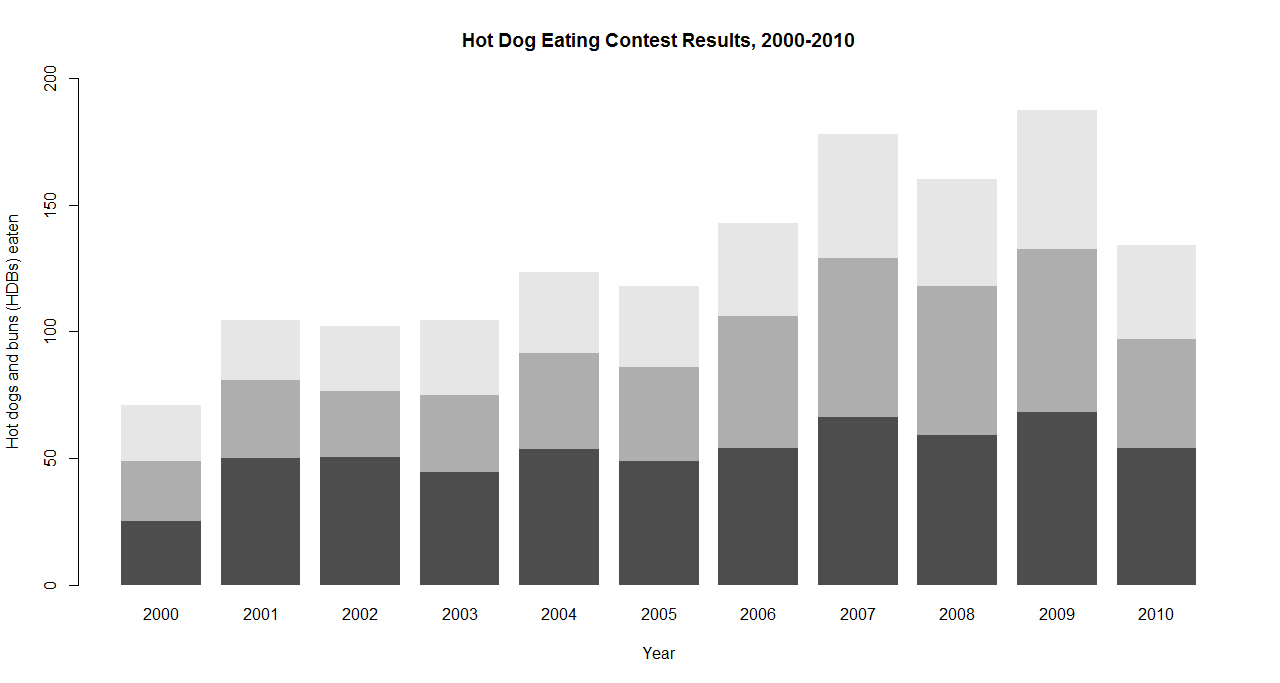 Hot Dog Eating Contest Results, 2000-2010
Hot dogs and buns (HDBs) eaten
200
150
100
50
0
2000 2001 2002 2003 2004 2005 2006 2007 2008 2009 2010
Year